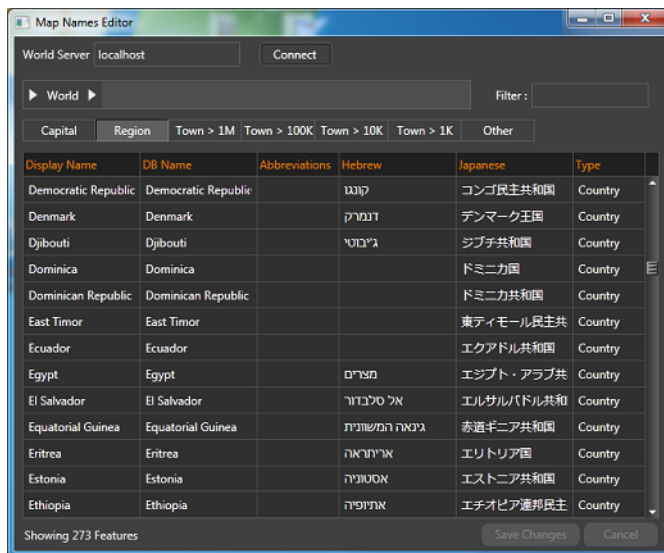 Map Names Editor
World Server localhost Connect
World Filter :
Capital Region Town > 1M Town > 100K Town > 10K Town > 1K Other
Display Name DB Name Abbreviations Hebrew Japanese Type
Democratic Republic Democratic Republic קונגו コンゴ民主共和国 Country
Denmark Denmark דנמרק デンマーク王国 Country
Djibouti Djibouti ג'יבוטי ジブチ共和国 Country
Dominica Dominica ドミニカ国 Country
Dominican Republic Dominican Republic ドミニカ共和国 Country
East Timor East Timor 東ティモール民主共 Country
Ecuador Ecuador エクアドル共和国 Country
Egypt Egypt מצרים エジプト・アラブ共 Country
El Salvador El Salvador אל סלבדור エルサルバドル共和 Country
Equatorial Guinea Equatorial Guinea גינאה המשוונית 赤道ギニア共和国 Country
Eritrea Eritrea אריתראה エリトリア国 Country
Estonia Estonia אסטוניה エストニア共和国 Country
Ethiopia Ethiopia אתיופיה エチオピア連邦民主 Country
Showing 273 Features Save Changes Cancel